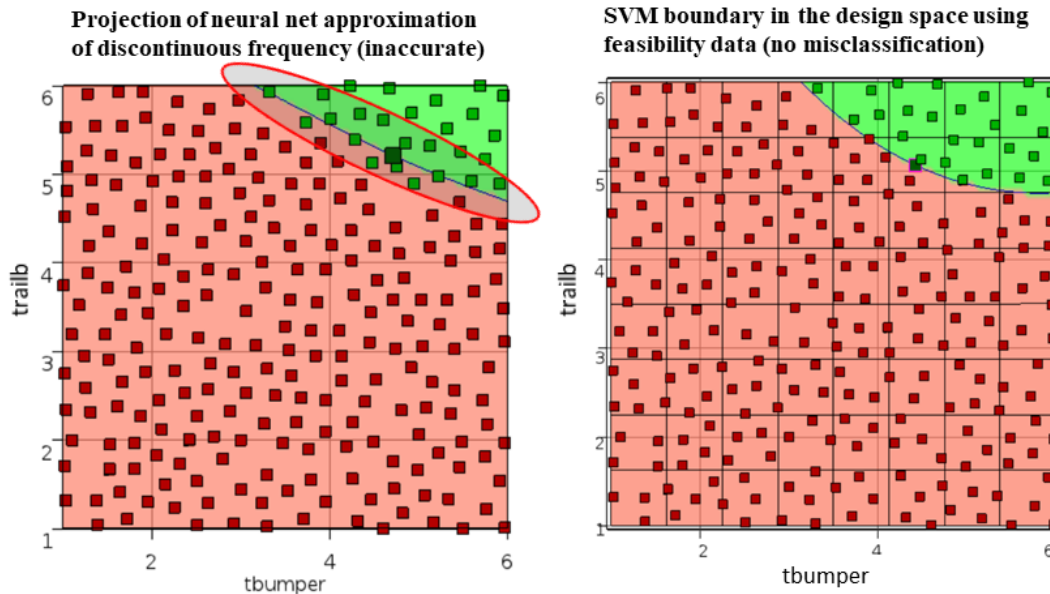 Projection of neural net approximation
of discontinuous frequency (inaccurate)
SVM boundary in the design space using
feasibility data (no misclassification)
6
5
4
3
2
1
trailb
2
4
6
tbumper
6
5
4
3
2
1
trailb
2
4
6
tbumper